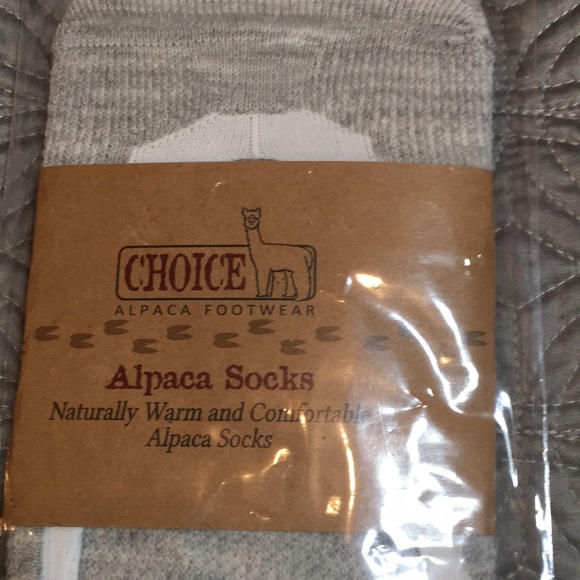 CHOICE
ALPACA FOOTWEAR
Alpaca Socks
Naturally Warm and Comfortable
Alpaca Socks